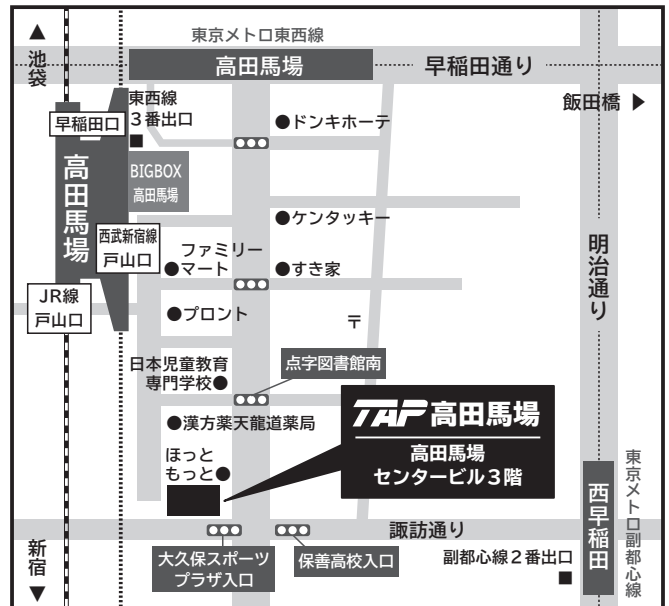 東京メトロ東西線
▲
池袋
高田馬場
早稲田通り
飯田橋 ▶
東西線
3番出口
■
早稲田口
●ドンキホーテ
高田馬場
BIGBOX
高田馬場
西武新宿線
戸山口
●ケンタッキー
ファミリー
●マート
●すき家
明治通り
JR線
戸山口
●プロント
〒
日本児童教育
専門学校●
点字図書館南
●漢方薬天龍道薬局
TAP高田馬場
高田馬場
センタービル3階
ほっと
もっと●
諏訪通り
西早稲田
東京メトロ副都心線
新宿
▼
大久保スポーツ
プラザ入口
保善高校入口
副都心線2番出口
■